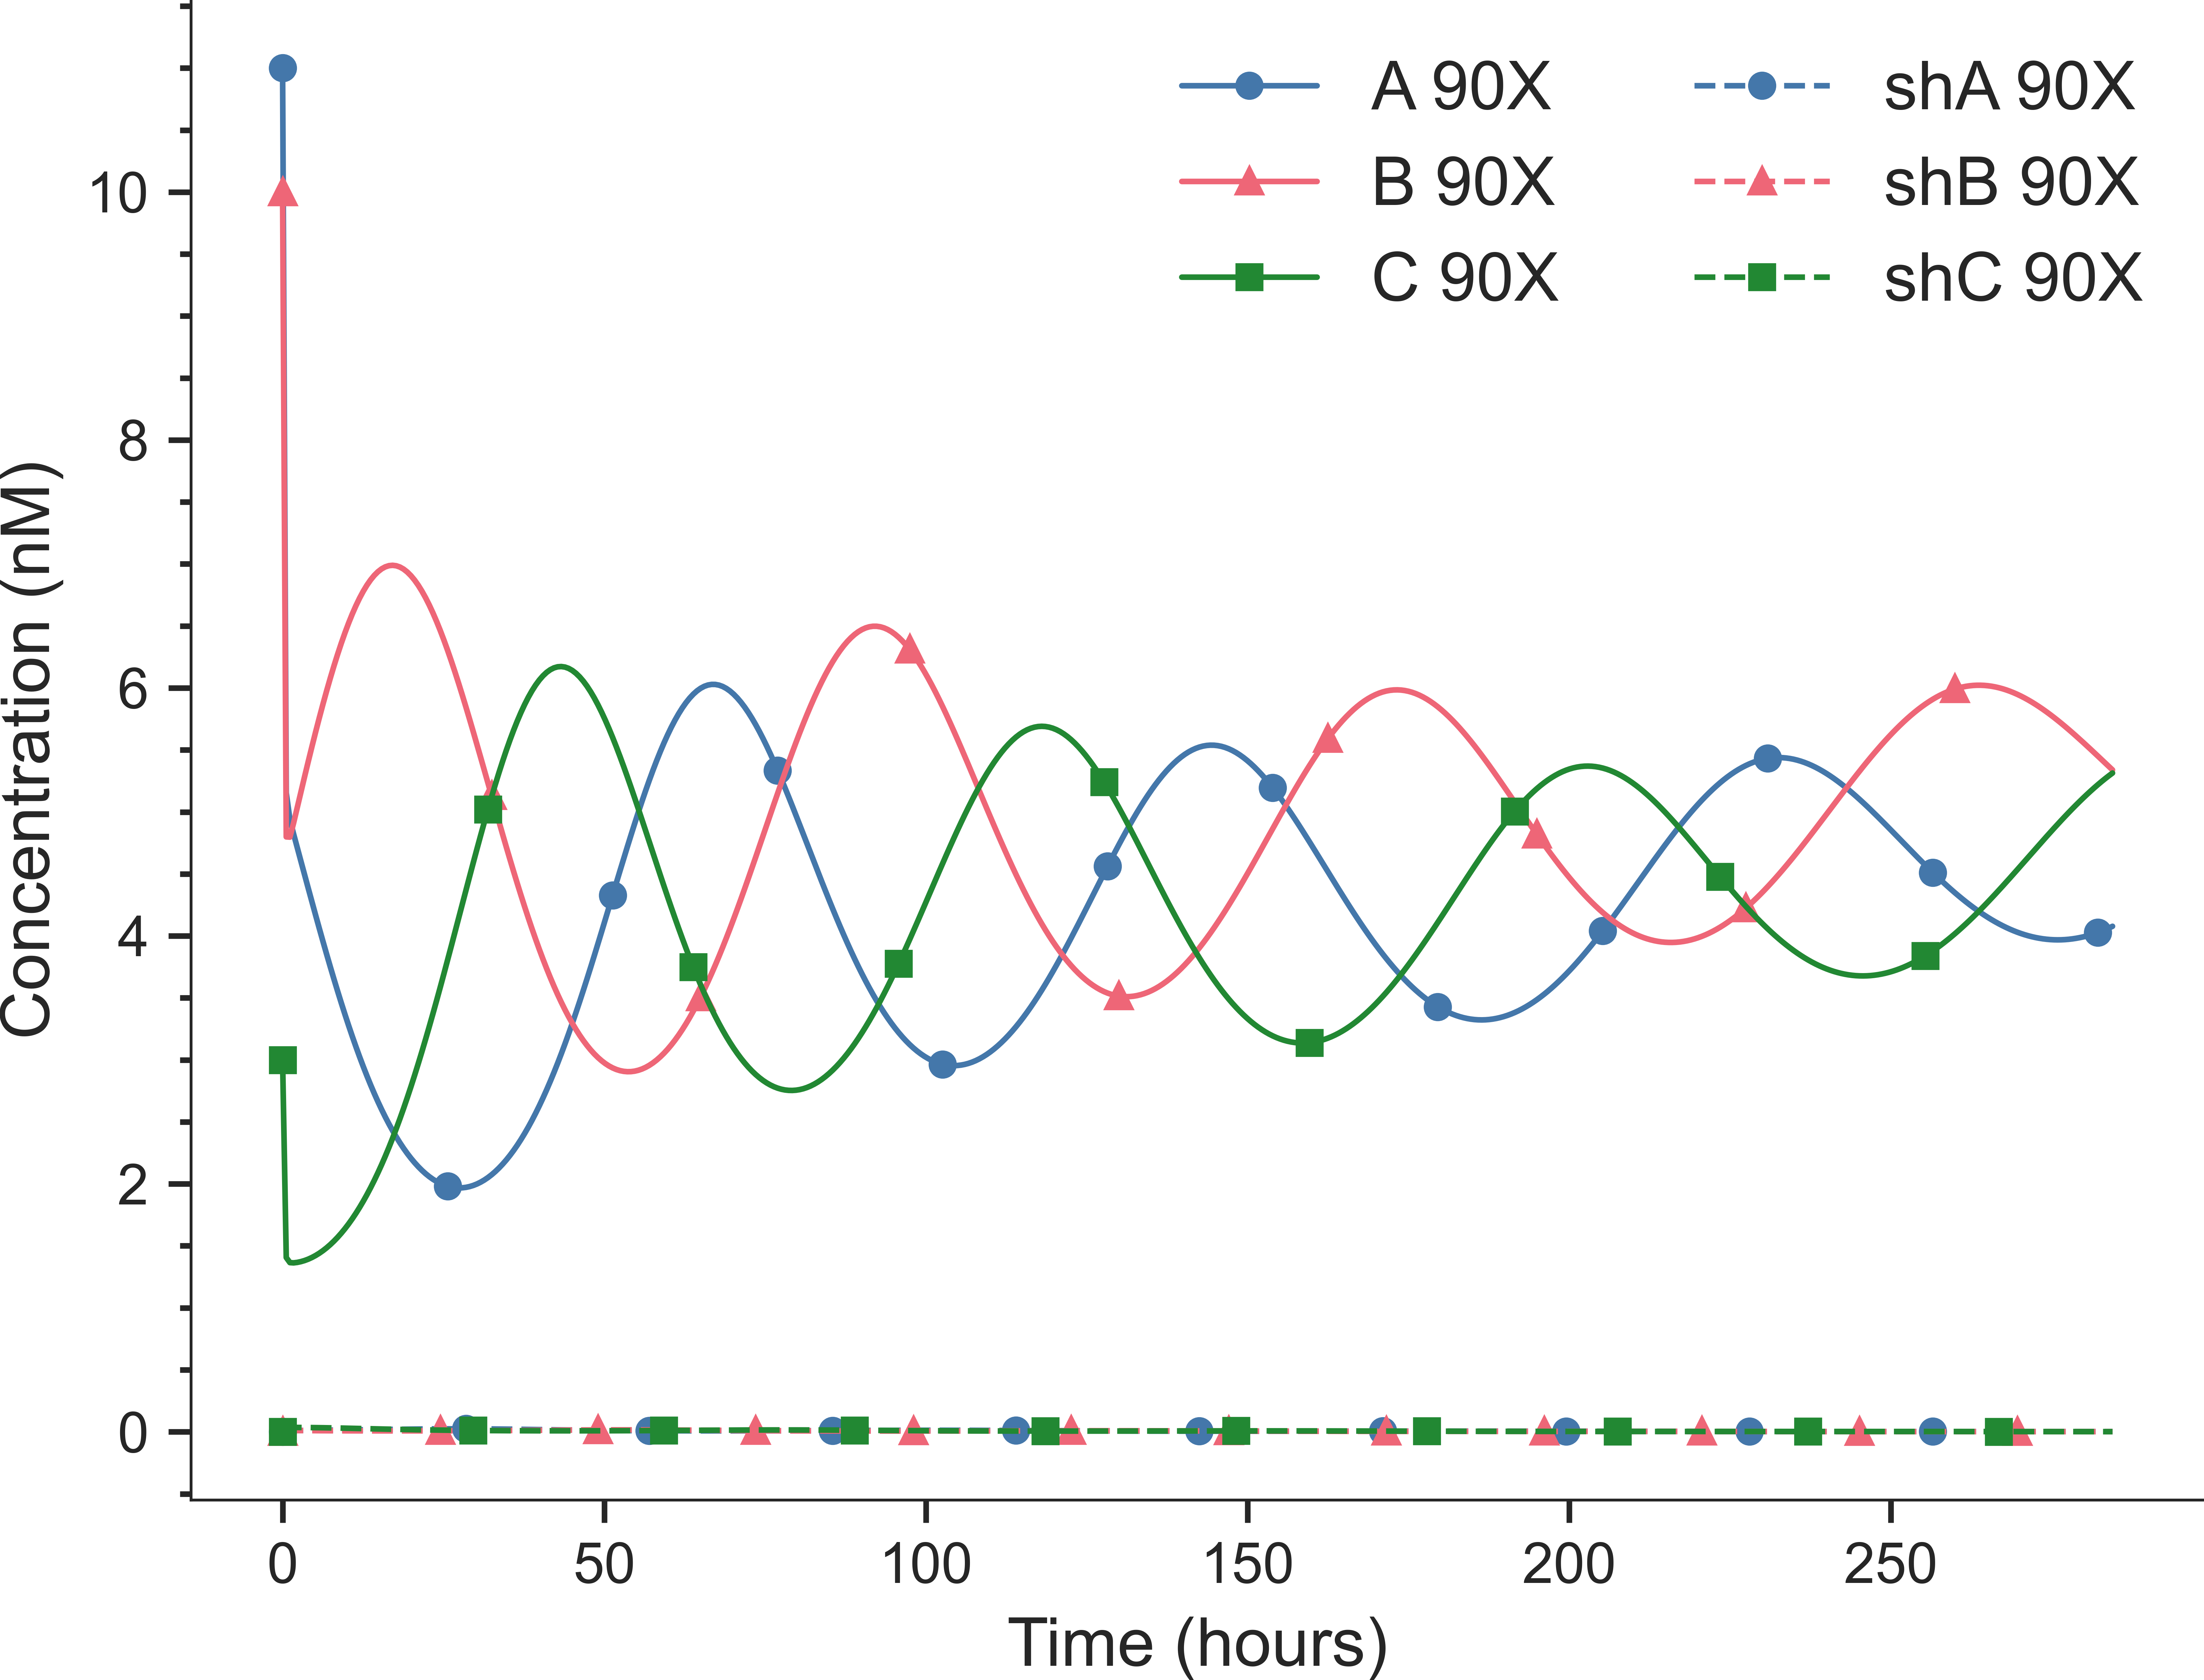 A 90X
B 90X
C 90X
shA 90X
shB 90X
shC 90X
Concentration (nM)
10
8
6
4
2
0
0 50 100 150 200 250
Time (hours)